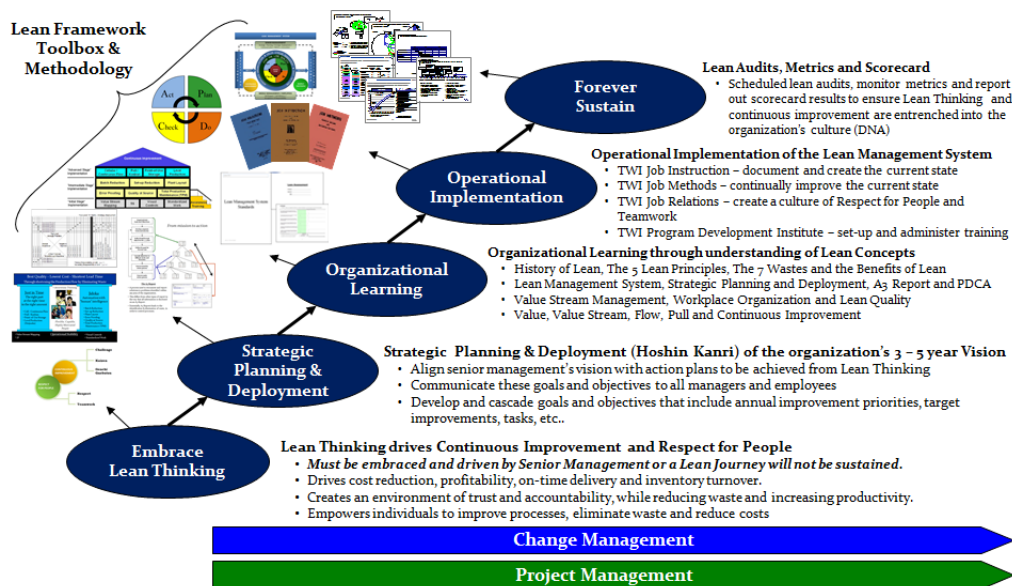 Lean Framework
Toolbox &
Methodology
Act
Plan
Check
Do
Continuous Improvement
Lean Management System
Standards
Challenge
Kaizen
Respect
Teamwork
Forever
Sustain
Lean Audits, Metrics and Scorecard
• Scheduled lean audits, monitor metrics and report
out scorecard results to ensure Lean Thinking and
continuous improvement are entrenched into the
organization's culture (DNA)
Operational
Implementation
Operational Implementation of the Lean Management System
• TWI Job Instruction – document and create the current state
• TWI Job Methods – continually improve the current state
• TWI Job Relations – create a culture of Respect for People and
Teamwork
• TWI Program Development Institute – set-up and administer training
Organizational
Learning
Organizational Learning through understanding of Lean Concepts
• History of Lean, The 5 Lean Principles, The 7 Wastes and the Benefits of Lean
• Lean Management System, Strategic Planning and Deployment, A3 Report and PDCA
• Value Stream Management, Workplace Organization and Lean Quality
• Value, Value Stream, Flow, Pull and Continuous Improvement
Strategic
Planning &
Deployment
Strategic Planning & Deployment (Hoshin Kanri) of the organization's 3 – 5 year Vision
• Align senior management's vision with action plans to be achieved from Lean Thinking
• Communicate these goals and objectives to all managers and employees
• Develop and cascade goals and objectives that include annual improvement priorities, target
improvements, tasks, etc..
Embrace
Lean Thinking
Lean Thinking drives Continuous Improvement and Respect for People
• Must be embraced and driven by Senior Management or a Lean Journey will not be sustained.
• Drives cost reduction, profitability, on-time delivery and inventory turnover.
• Creates an environment of trust and accountability, while reducing waste and increasing productivity.
• Empowers individuals to improve processes, eliminate waste and reduce costs
Change Management
Project Management